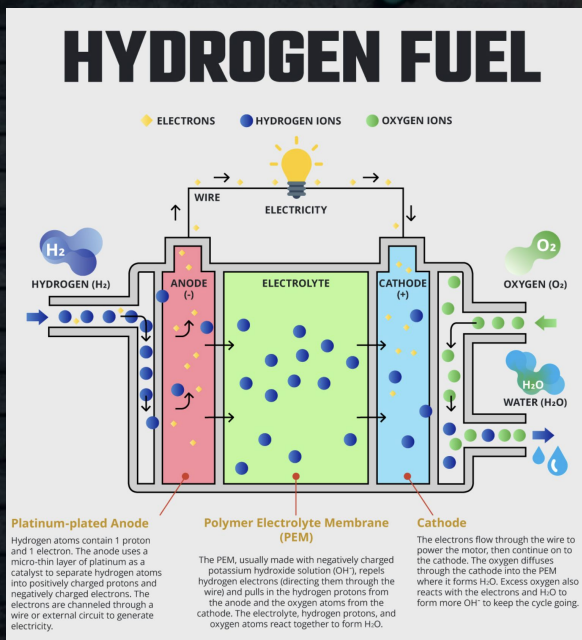 HYDROGEN FUEL
ELECTRONS
HYDROGEN IONS
OXYGEN IONS
WIRE
ELECTRICITY
H₂
HYDROGEN (H₂)
O₂
OXYGEN (O₂)
ANODE
(-)
ELECTROLYTE
CATHODE
(+)
H₂O
WATER (H₂O)
Platinum-plated Anode
Hydrogen atoms contain 1 proton
and 1 electron. The anode uses a
micro-thin layer of platinum as a
catalyst to separate hydrogen atoms
into positively charged protons and
negatively charged electrons. The
electrons are channeled through a
wire or external circuit to generate
electricity.
Polymer Electrolyte Membrane
(PEM)
The PEM, usually made with negatively charged
potassium hydroxide solution (OH⁻), repels
hydrogen electrons (directing them through the
wire) and pulls in the hydrogen protons from
the anode and the oxygen atoms from the
cathode. The electrolyte, hydrogen protons, and
oxygen atoms react together to form H₂O.
Cathode
The electrons flow through the wire to
power the motor, then continue on to
the cathode. The oxygen diffuses
through the cathode into the PEM
where it forms H₂O. Excess oxygen also
reacts with the electrons and H₂O to
form more OH⁻ to keep the cycle going.